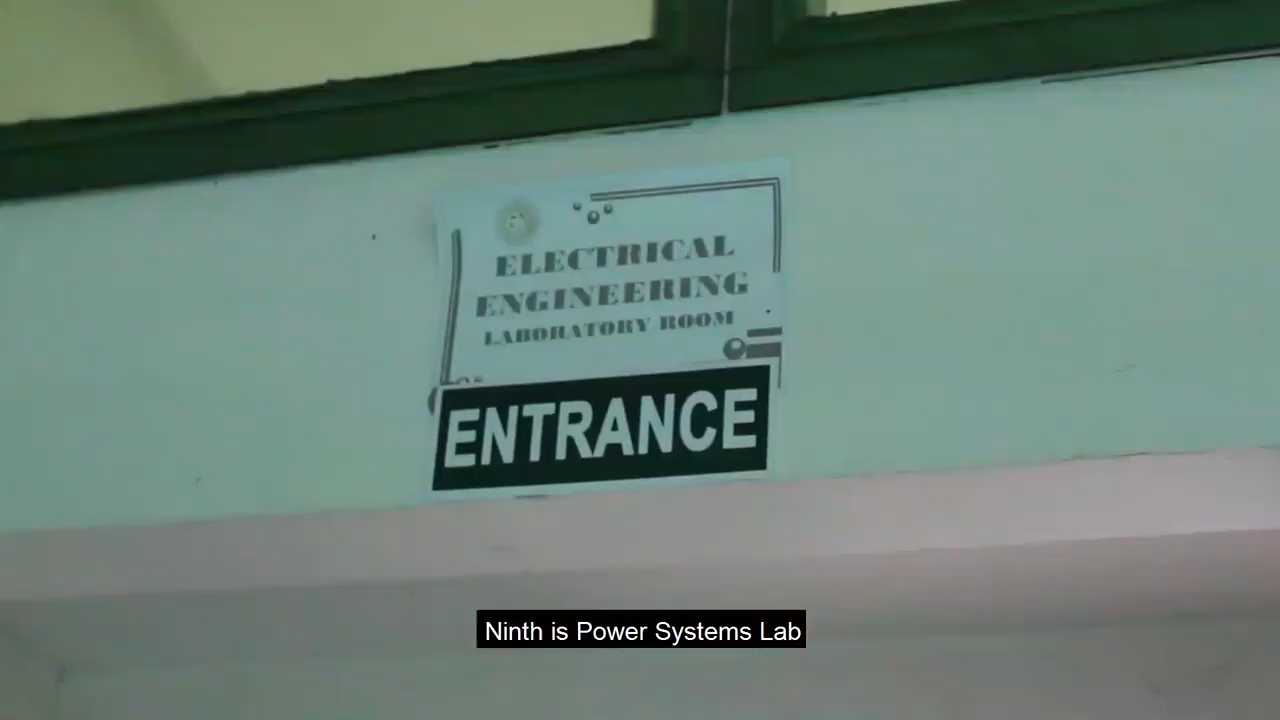 ELECTRICAL
ENGINEERING
LABORATORY ROOM
ENTRANCE
Ninth is Power Systems Lab